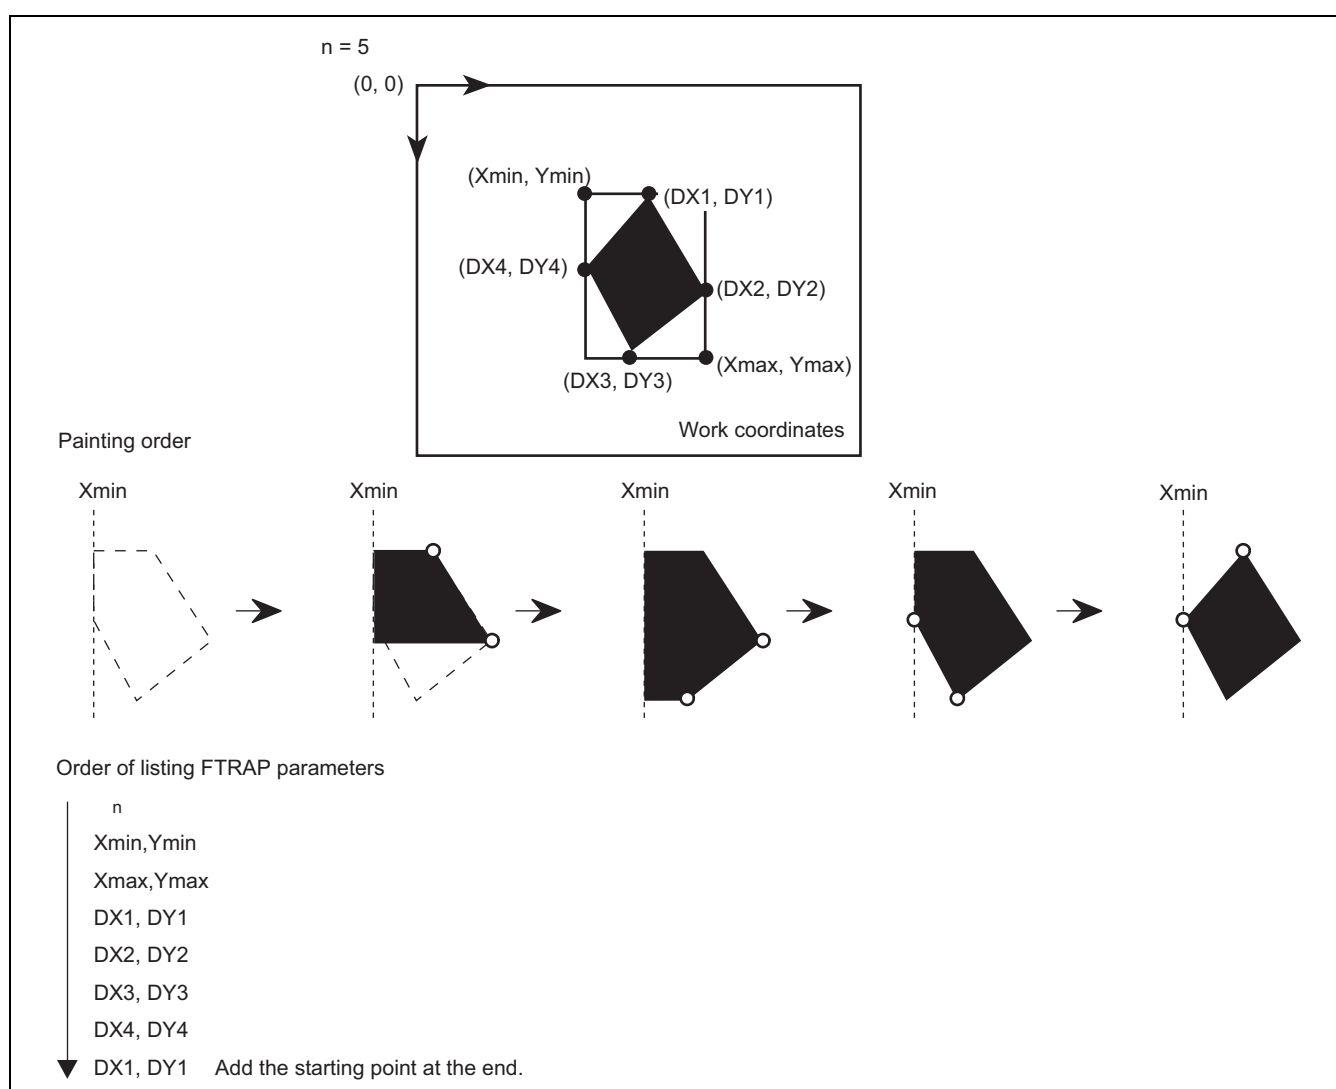 n = 5
(0, 0)
(Xmin, Ymin)
(DX1, DY1)
(DX4, DY4)
(DX2, DY2)
(Xmax, Ymax)
(DX3, DY3)
Work coordinates
Painting order
Xmin
Xmin
Xmin
Xmin
Xmin
Order of listing FTRAP parameters
n
Xmin,Ymin
Xmax,Ymax
DX1, DY1
DX2, DY2
DX3, DY3
DX4, DY4
DX1, DY1 Add the starting point at the end.